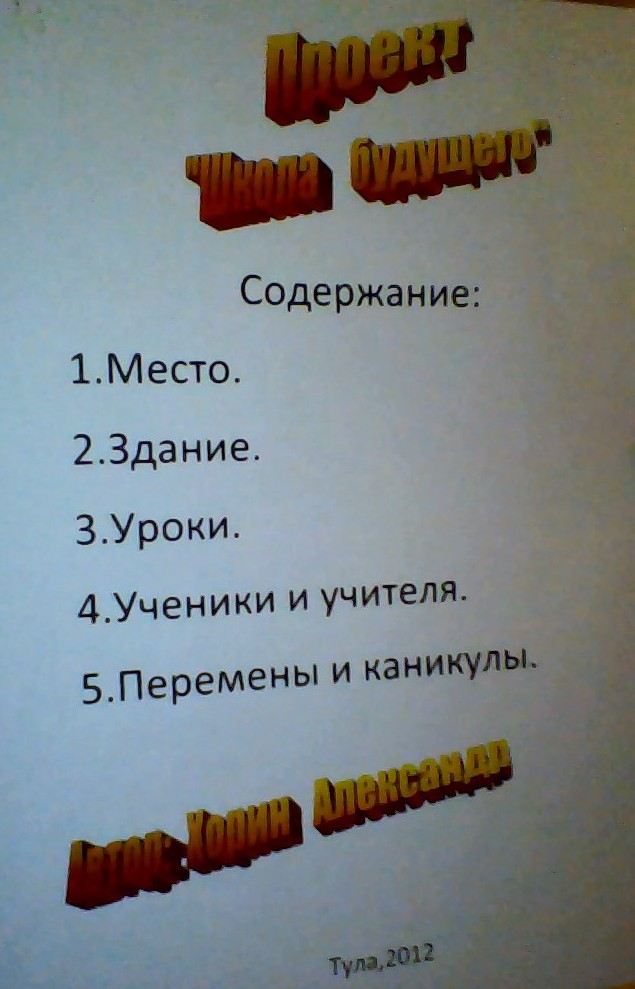 Проект
"Школа будущего"
Содержание:
1.Место.
2.Здание.
3.Уроки.
4.Ученики и учителя.
5.Перемены и каникулы.
Автор: Хорин Александр
Тула,2012